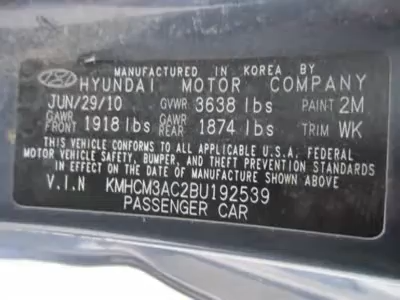 MANUFACTURED IN KOREA BY
HYUNDAI MOTOR COMPANY
JUN/29/10 GVWR 3638 lbs PAINT 2M
GAWR FRONT 1918 lbs GAWR REAR 1874 lbs TRIM WK
THIS VEHICLE CONFORMS TO ALL APPLICABLE U.S.A. FEDERAL
MOTOR VEHICLE SAFETY, BUMPER, AND THEFT PREVENTION STANDARDS
IN EFFECT ON THE DATE OF MANUFACTURE SHOWN ABOVE.
V.I.N KMHCM3AC2BU192539
PASSENGER CAR